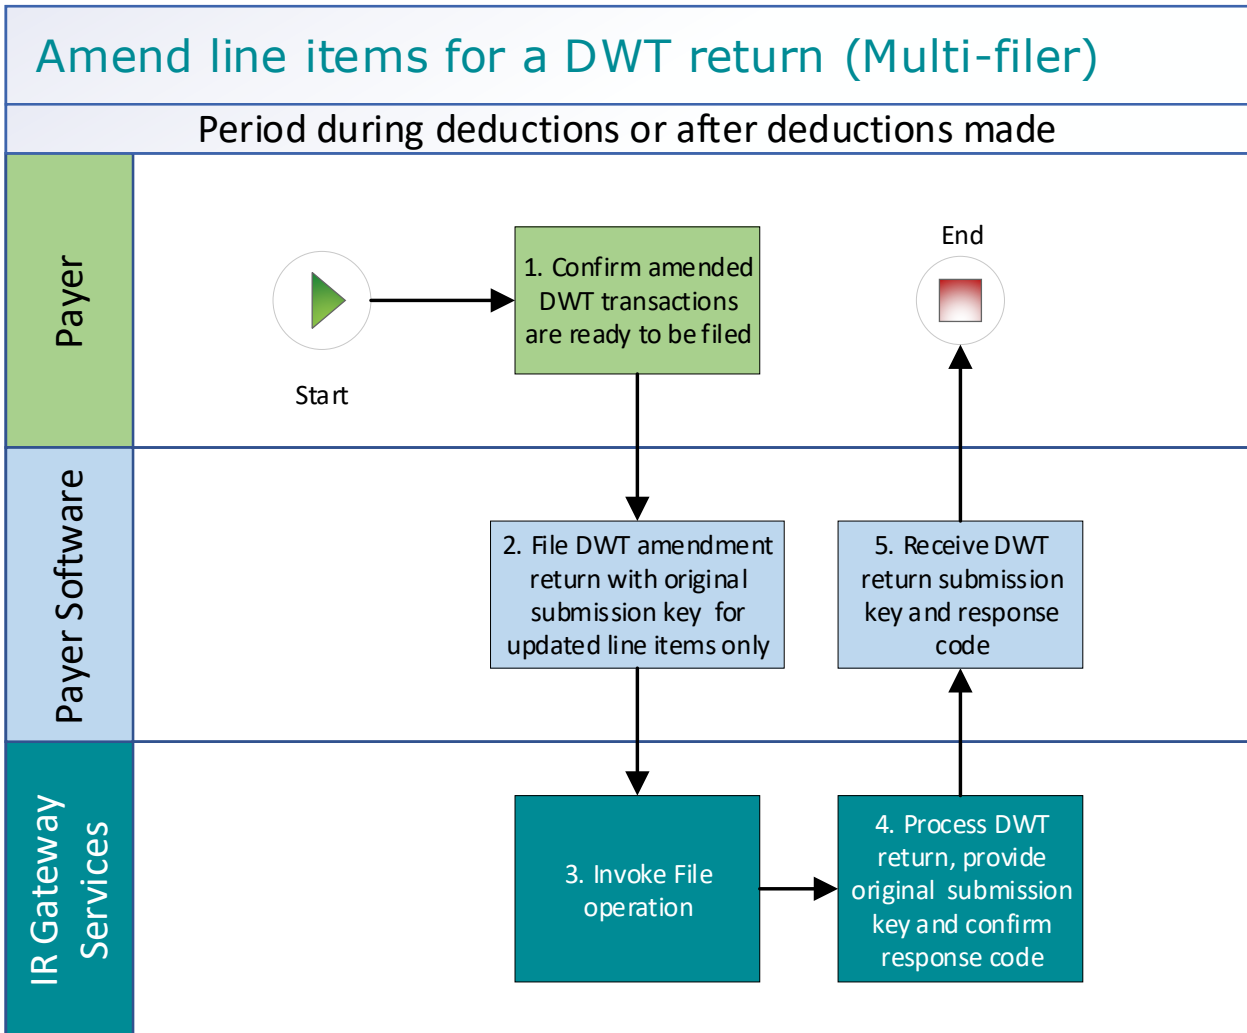 Amend line items for a DWT return (Multi-filer)
Period during deductions or after deductions made
Payer
Start
1. Confirm amended
DWT transactions
are ready to be filed
End
Payer Software
2. File DWT amendment
return with original
submission key for
updated line items only
5. Receive DWT
return submission
key and response
code
IR Gateway
Services
3. Invoke File
operation
4. Process DWT
return, provide
original submission
key and confirm
response code